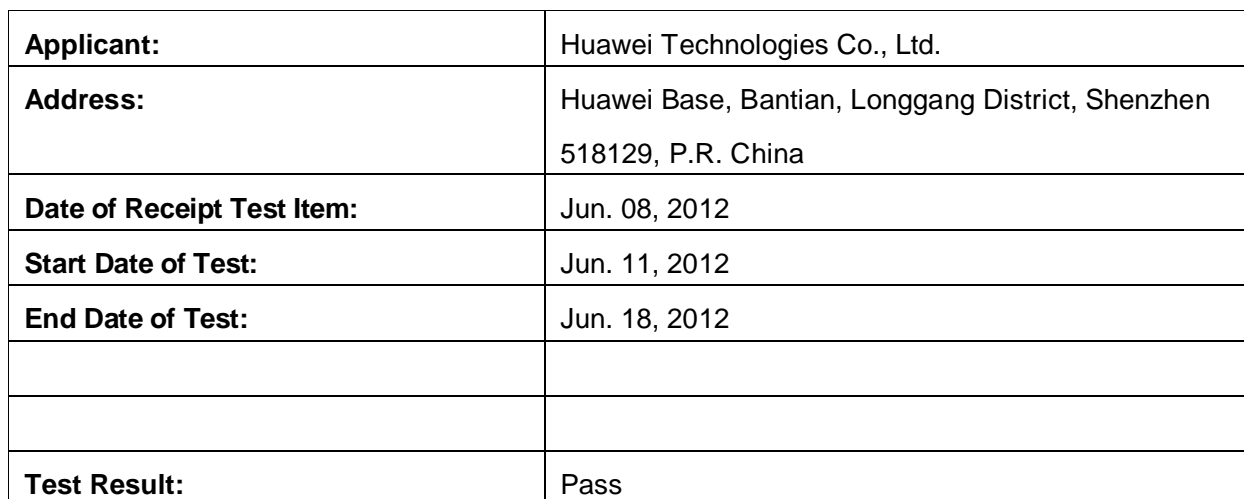 Applicant: Huawei Technologies Co., Ltd.
Address: Huawei Base, Bantian, Longgang District, Shenzhen
518129, P.R. China
Date of Receipt Test Item: Jun. 08, 2012
Start Date of Test: Jun. 11, 2012
End Date of Test: Jun. 18, 2012
Test Result: Pass